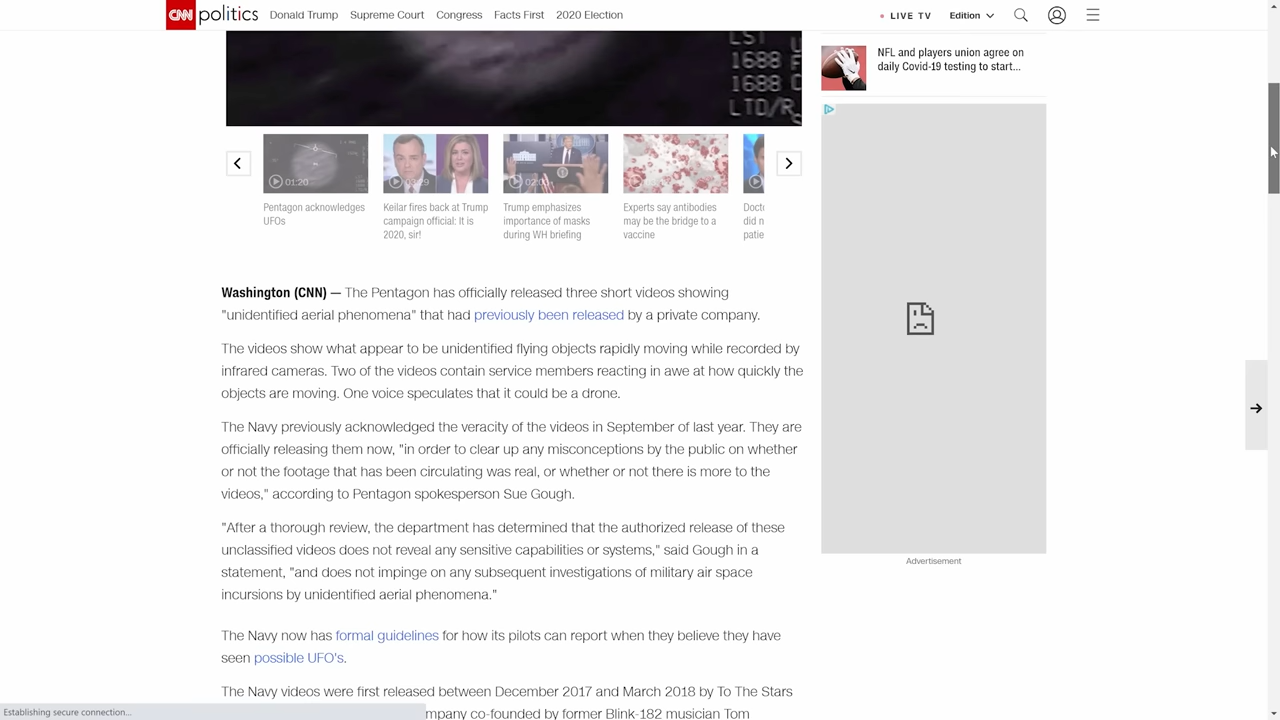 CNN politics Donald Trump Supreme Court Congress Facts First 2020 Election LIVE TV Edition
LST
1688
1688
LTD/R
NFL and players union agree on
daily Covid-19 testing to start...
01:20
Pentagon acknowledges
UFOs
Keilar fires back at Trump
campaign official: It is
2020, sir!
Trump emphasizes
importance of masks
during WH briefing
Experts say antibodies
may be the bridge to a
vaccine
did n
patie
Washington (CNN) — The Pentagon has officially released three short videos showing
"unidentified aerial phenomena" that had previously been released by a private company.
The videos show what appear to be unidentified flying objects rapidly moving while recorded by
infrared cameras. Two of the videos contain service members reacting in awe at how quickly the
objects are moving. One voice speculates that it could be a drone.
The Navy previously acknowledged the veracity of the videos in September of last year. They are
officially releasing them now, "in order to clear up any misconceptions by the public on whether
or not the footage that has been circulating was real, or whether or not there is more to the
videos," according to Pentagon spokesperson Sue Gough.
"After a thorough review, the department has determined that the authorized release of these
unclassified videos does not reveal any sensitive capabilities or systems," said Gough in a
statement, "and does not impinge on any subsequent investigations of military air space
incursions by unidentified aerial phenomena."
The Navy now has formal guidelines for how its pilots can report when they believe they have
seen possible UFO's.
The Navy videos were first released between December 2017 and March 2018 by To The Stars
mpany co-founded by former Blink-182 musician Tom
Advertisement
Establishing secure connection...